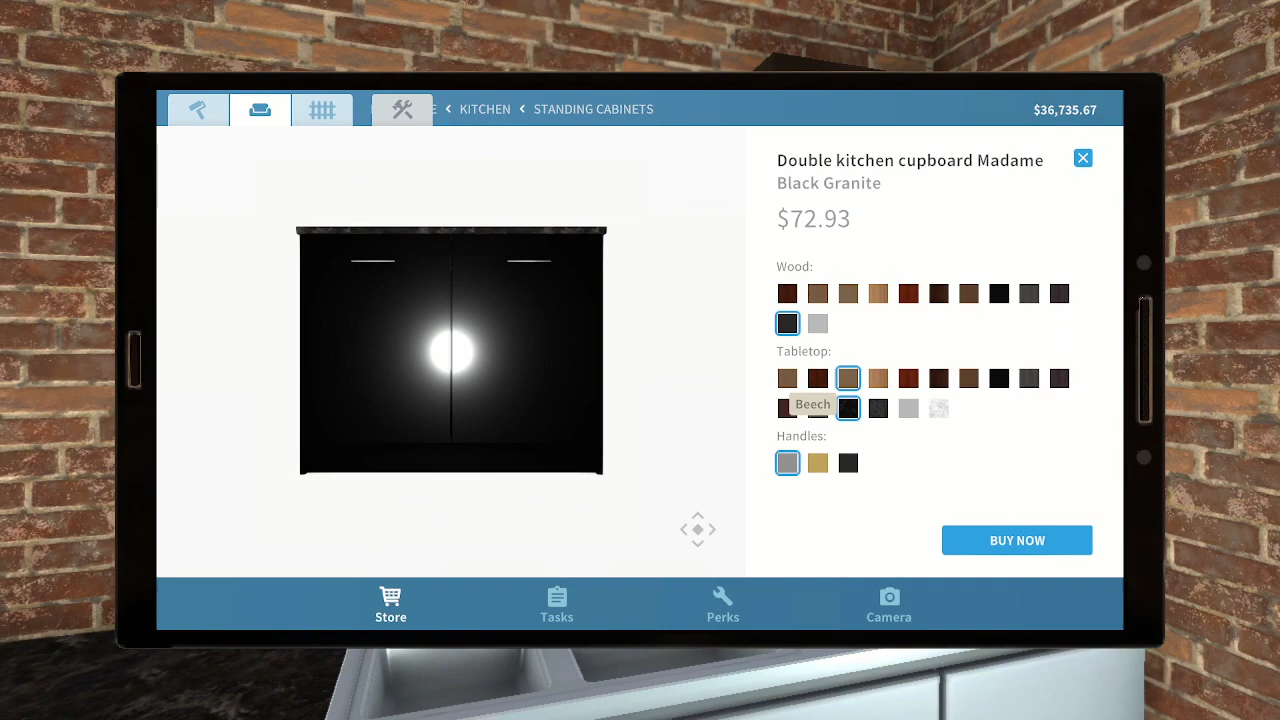 E < KITCHEN < STANDING CABINETS
$36,735.67
Double kitchen cupboard Madame
Black Granite
$72.93
Wood:
Tabletop:
Beech
Handles:
BUY NOW
Store
Tasks
Perks
Camera